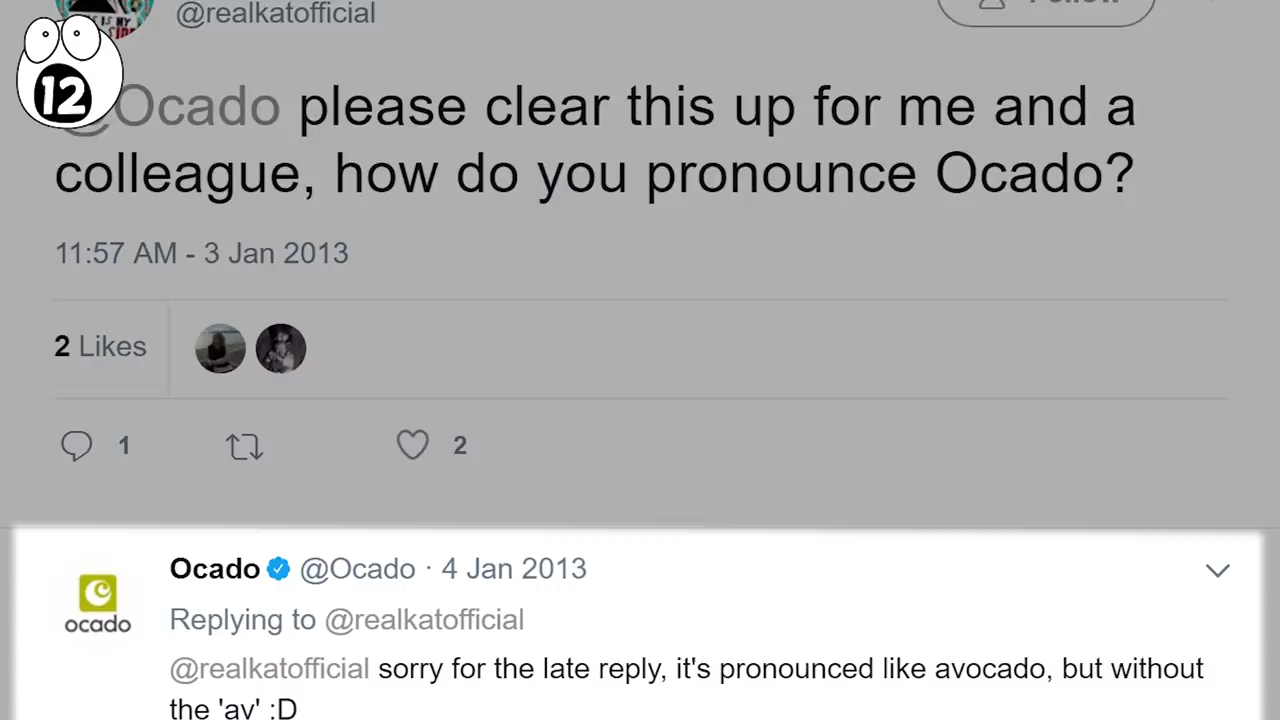 @realkatofficial
12
@Ocado please clear this up for me and a
colleague, how do you pronounce Ocado?
11:57 AM - 3 Jan 2013
2 Likes
1
2
Ocado @Ocado · 4 Jan 2013
ocado
Replying to @realkatofficial
@realkatofficial sorry for the late reply, it's pronounced like avocado, but without
the 'av' :D